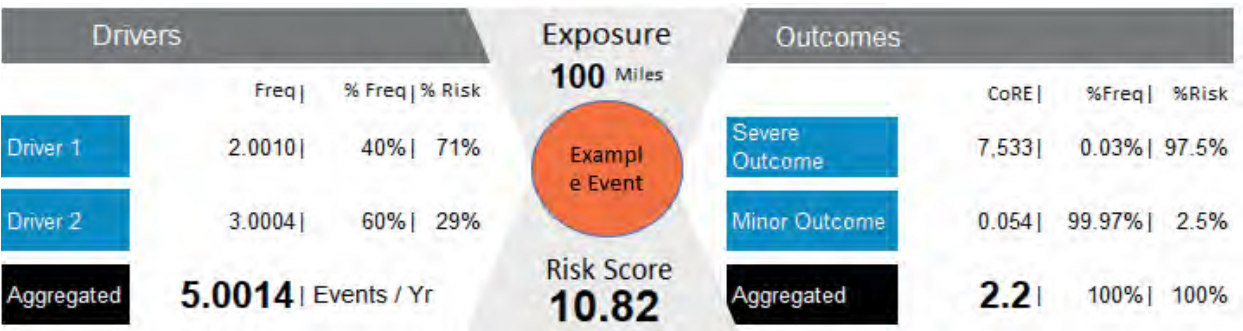 Drivers
Freq| % Freq| % Risk
Driver 1 2.0010| 40%| 71%
Driver 2 3.0004| 60%| 29%
Aggregated 5.0014| Events / Yr
Exposure
100 Miles
Exampl
e Event
Risk Score
10.82
Outcomes
CoRE| %Freq| %Risk
Severe
Outcome 7,533| 0.03%| 97.5%
Minor Outcome 0.054| 99.97%| 2.5%
Aggregated 2.2| 100%| 100%